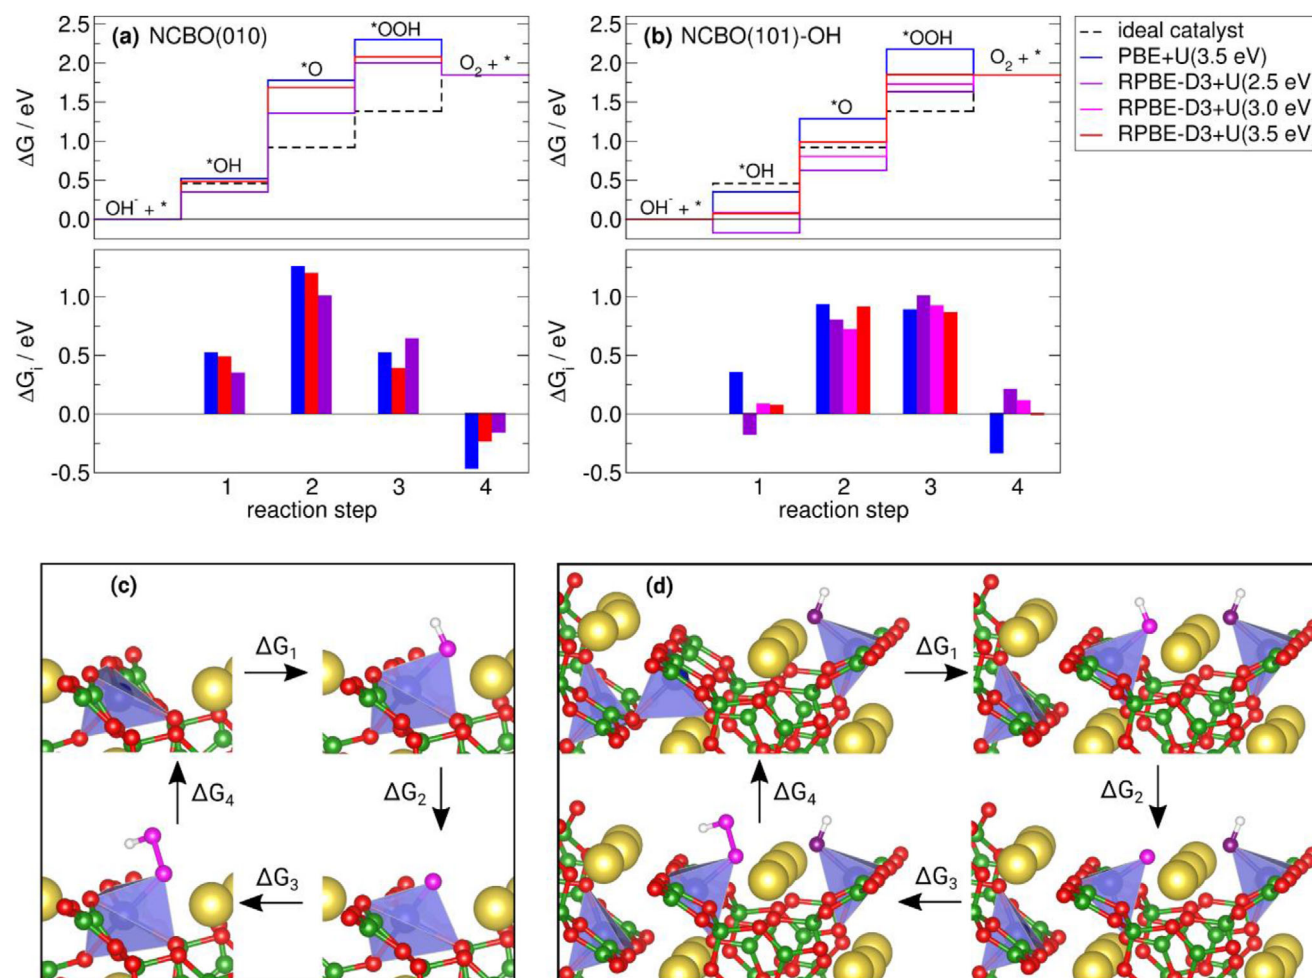 (a) NCBO(010)
2.5
2.0
1.5
1.0
0.5
0.0
ΔG / eV
OH⁻ + *
*OH
*O
*OOH
O₂ + *
(b) NCBO(101)-OH
2.5
2.0
1.5
1.0
0.5
0.0
ΔG / eV
OH⁻ + *
*OH
*O
*OOH
O₂ + *
ideal catalyst
PBE+U(3.5 eV)
RPBE-D3+U(2.5 eV
RPBE-D3+U(3.0 eV
RPBE-D3+U(3.5 eV
1.0
0.5
0.0
-0.5
ΔGᵢ / eV
1 2 3 4
reaction step
1.0
0.5
0.0
-0.5
ΔGᵢ / eV
1 2 3 4
reaction step
(c)
ΔG₁
ΔG₂
ΔG₃
ΔG₄
(d)
ΔG₁
ΔG₂
ΔG₃
ΔG₄